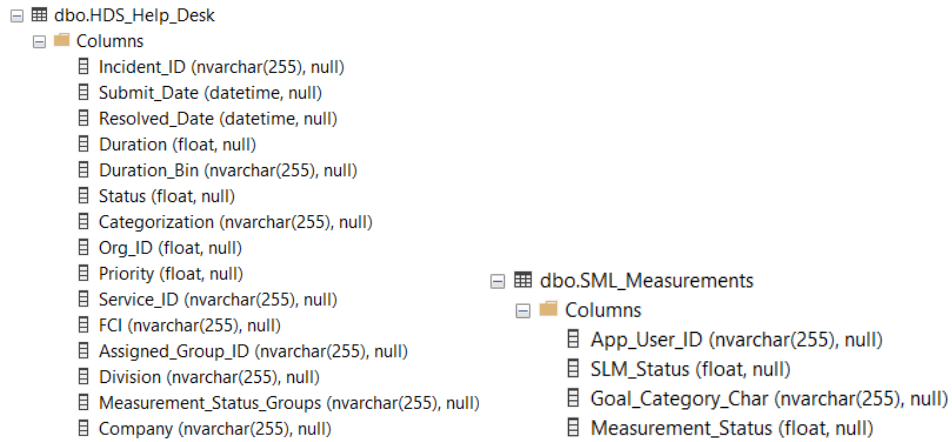 dbo.HDS_Help_Desk
Columns
Incident_ID (nvarchar(255), null)
Submit_Date (datetime, null)
Resolved_Date (datetime, null)
Duration (float, null)
Duration_Bin (nvarchar(255), null)
Status (float, null)
Categorization (nvarchar(255), null)
Org_ID (float, null)
Priority (float, null)
Service_ID (nvarchar(255), null)
FCI (nvarchar(255), null)
Assigned_Group_ID (nvarchar(255), null)
Division (nvarchar(255), null)
Measurement_Status_Groups (nvarchar(255), null)
Company (nvarchar(255), null)
dbo.SML_Measurements
Columns
App_User_ID (nvarchar(255), null)
SLM_Status (float, null)
Goal_Category_Char (nvarchar(255), null)
Measurement_Status (float, null)